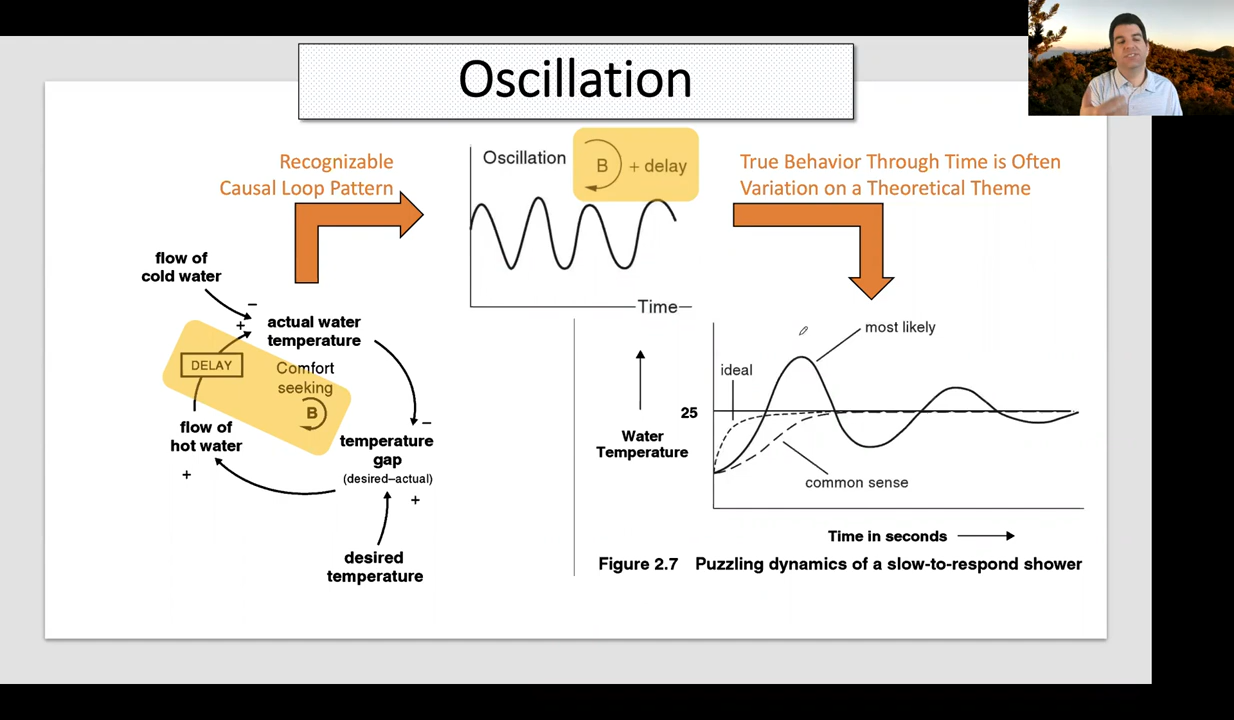 Oscillation
Recognizable
Causal Loop Pattern
Oscillation
B
+ delay
Time
True Behavior Through Time is Often
Variation on a Theoretical Theme
flow of
cold water
−
+
actual water
temperature
DELAY
Comfort
seeking
B
flow of
hot water
+
−
temperature
gap
(desired–actual)
+
desired
temperature
most likely
ideal
25
Water
Temperature
common sense
Time in seconds
Figure 2.7 Puzzling dynamics of a slow-to-respond shower